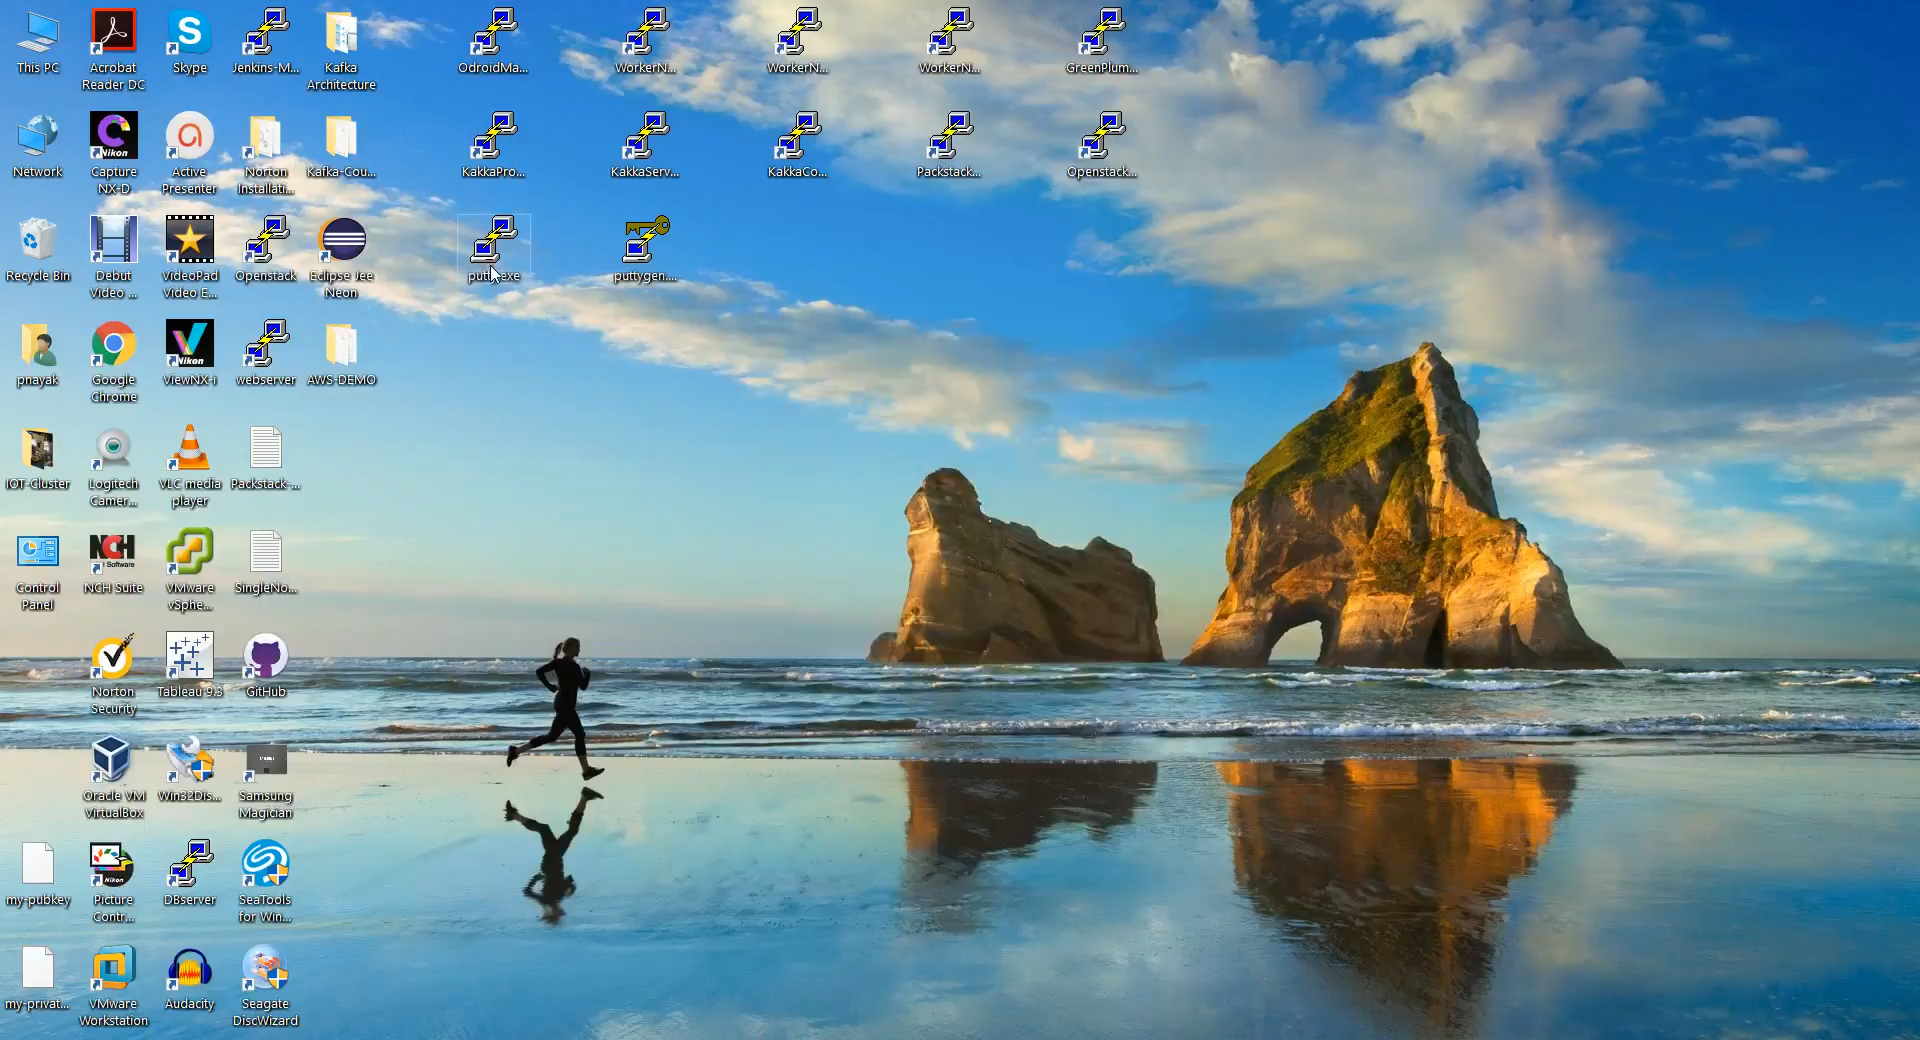 This PC
Acrobat
Reader DC
Skype
Jenkins-M...
Kafka
Architecture
OdroidMa...
WorkerN...
WorkerN...
WorkerN...
GreenPlum...
Network
Capture
NX-D
Active
Presenter
Norton
Installati...
Kafka-Cou...
KakkaPro...
KakkaServ...
KakkaCo...
Packstack...
Openstack...
Recycle Bin
Debut
Video ...
VideoPad
Video E...
Openstack
Eclipse Jee
Neon
puttygen....
pnayak
Google
Chrome
ViewNX-i
webserver
AWS-DEMO
IOT-Cluster
Logitech
Camer...
VLC media
player
Packstack-...
Control
Panel
NCH Suite
VMware
vSphe...
SingleNo...
Norton
Security
Tableau 9.3
GitHub
Oracle VM
VirtualBox
Win32Dis...
Samsung
Magician
my-pubkey
Picture
Contr...
DBserver
SeaTools
for Win...
my-privat...
VMware
Workstation
Audacity
Seagate
DiscWizard